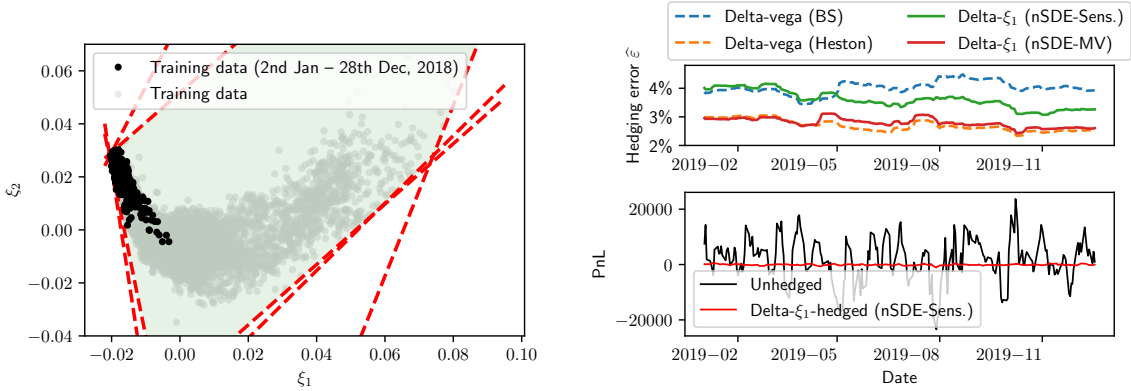 Training data (2nd Jan – 28th Dec, 2018)
Training data
0.06
0.04
0.02
0.00
−0.02
−0.04
ξ2
−0.02
0.00
0.02
0.04
0.06
0.08
0.10
ξ1
Delta-vega (BS)
Delta-vega (Heston)
Delta-ξ1 (nSDE-Sens.)
Delta-ξ1 (nSDE-MV)
Hedging error ε̂
4%
3%
2%
2019−02
2019−05
2019−08
2019−11
PnL
20000
0
−20000
Unhedged
Delta-ξ1-hedged (nSDE-Sens.)
2019−02
2019−05
2019−08
2019−11
Date